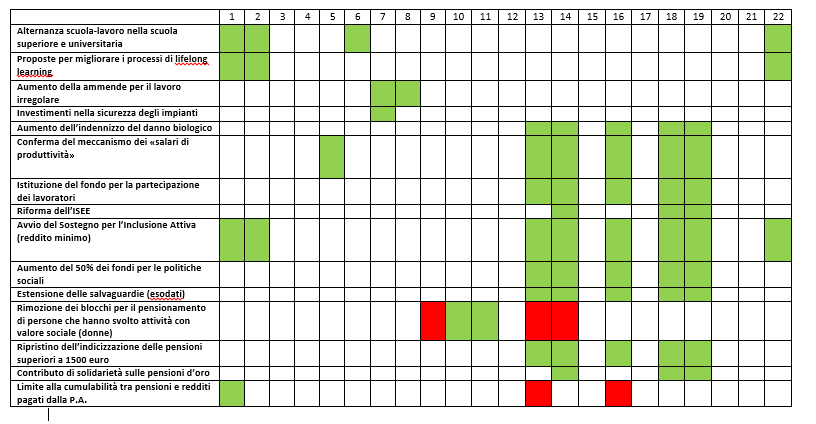 1 2 3 4 5 6 7 8 9 10 11 12 13 14 15 16 17 18 19 20 21 22
Alternanza scuola-lavoro nella scuola
superiore e universitaria
Proposte per migliorare i processi di lifelong
learning
Aumento della ammende per il lavoro
irregolare
Investimenti nella sicurezza degli impianti
Aumento dell'indennizzo del danno biologico
Conferma del meccanismo dei «salari di
produttività»
Istituzione del fondo per la partecipazione
dei lavoratori
Riforma dell'ISEE
Avvio del Sostegno per l'Inclusione Attiva
(reddito minimo)
Aumento del 50% dei fondi per le politiche
sociali
Estensione delle salvaguardie (esodati)
Rimozione dei blocchi per il pensionamento
di persone che hanno svolto attività con
valore sociale (donne)
Ripristino dell'indicizzazione delle pensioni
superiori a 1500 euro
Contributo di solidarietà sulle pensioni d'oro
Limite alla cumulabilità tra pensioni e redditi
pagati dalla P.A.